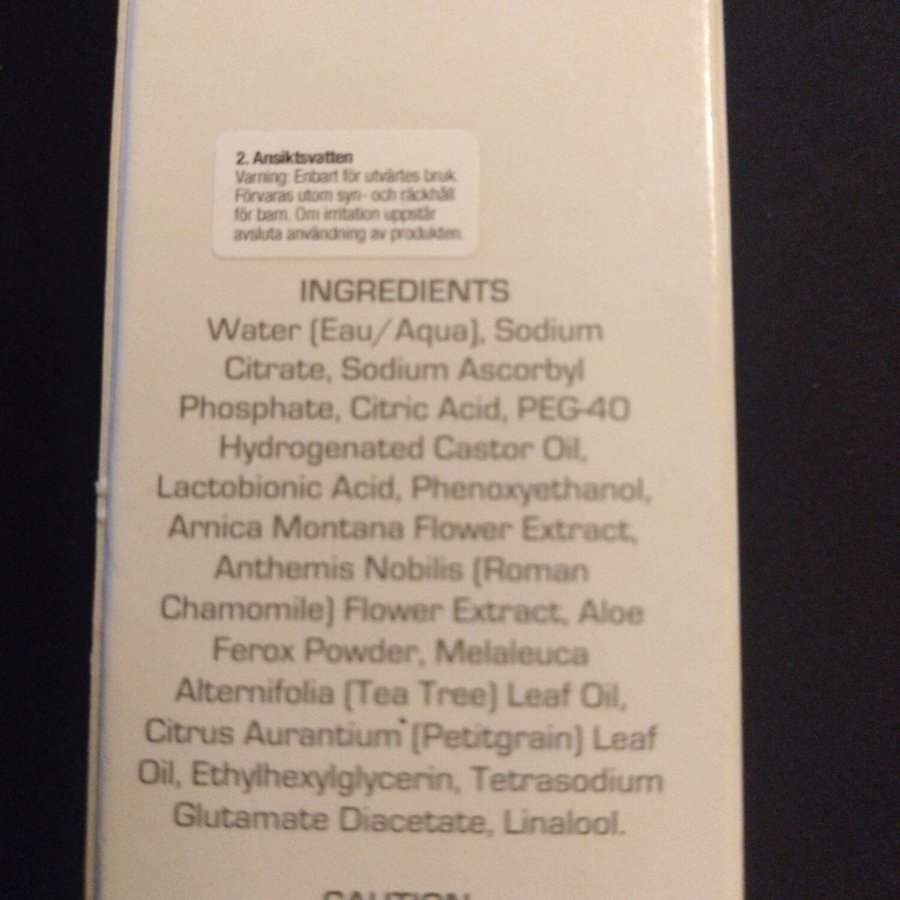 2. Ansiktsvatten
Varning: Enbart för utvärtes bruk.
Förvaras utom syn- och räckhåll
för barn. Om irritation uppstår
avsluta användning av produkten.
INGREDIENTS
Water (Eau/Aqua), Sodium
Citrate, Sodium Ascorbyl
Phosphate, Citric Acid, PEG-40
Hydrogenated Castor Oil,
Lactobionic Acid, Phenoxyethanol,
Arnica Montana Flower Extract,
Anthemis Nobilis (Roman
Chamomile) Flower Extract, Aloe
Ferox Powder, Melaleuca
Alternifolia (Tea Tree) Leaf Oil,
Citrus Aurantium (Petitgrain) Leaf
Oil, Ethylhexylglycerin, Tetrasodium
Glutamate Diacetate, Linalool.
CAUTION